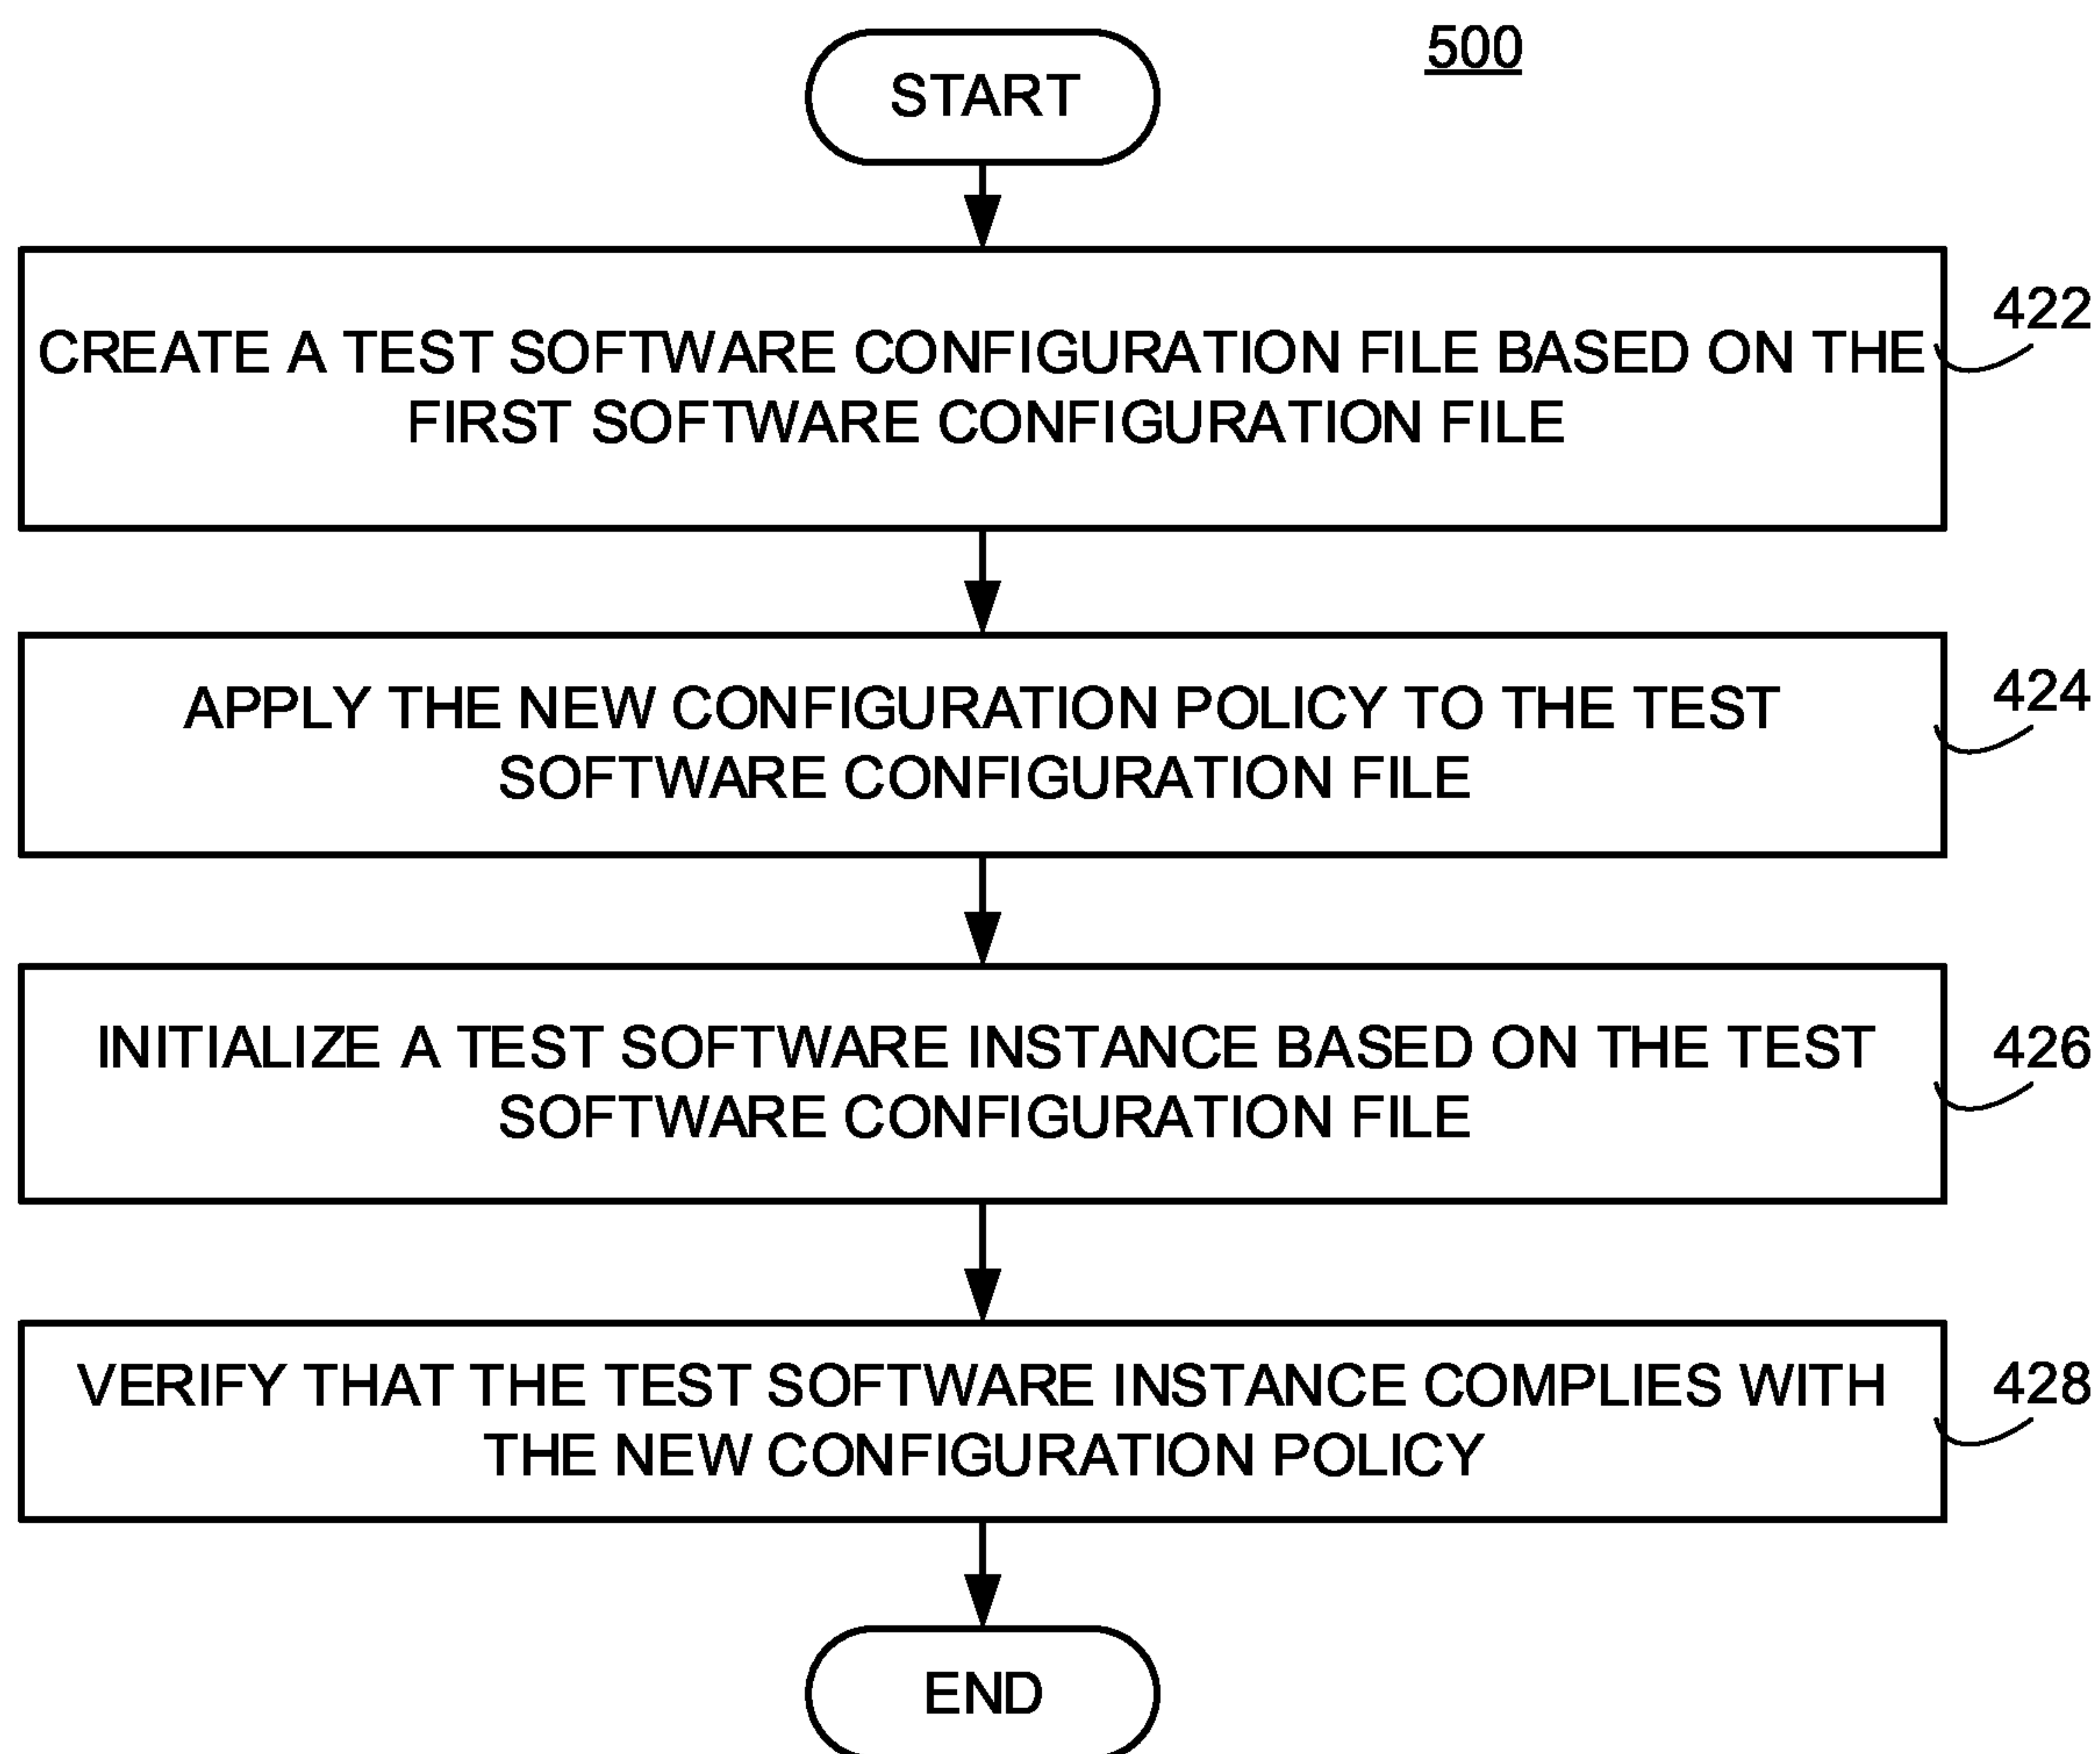 500
START
CREATE A TEST SOFTWARE CONFIGURATION FILE BASED ON THE
FIRST SOFTWARE CONFIGURATION FILE
422
APPLY THE NEW CONFIGURATION POLICY TO THE TEST
SOFTWARE CONFIGURATION FILE
424
INITIALIZE A TEST SOFTWARE INSTANCE BASED ON THE TEST
SOFTWARE CONFIGURATION FILE
426
VERIFY THAT THE TEST SOFTWARE INSTANCE COMPLIES WITH
THE NEW CONFIGURATION POLICY
428
END